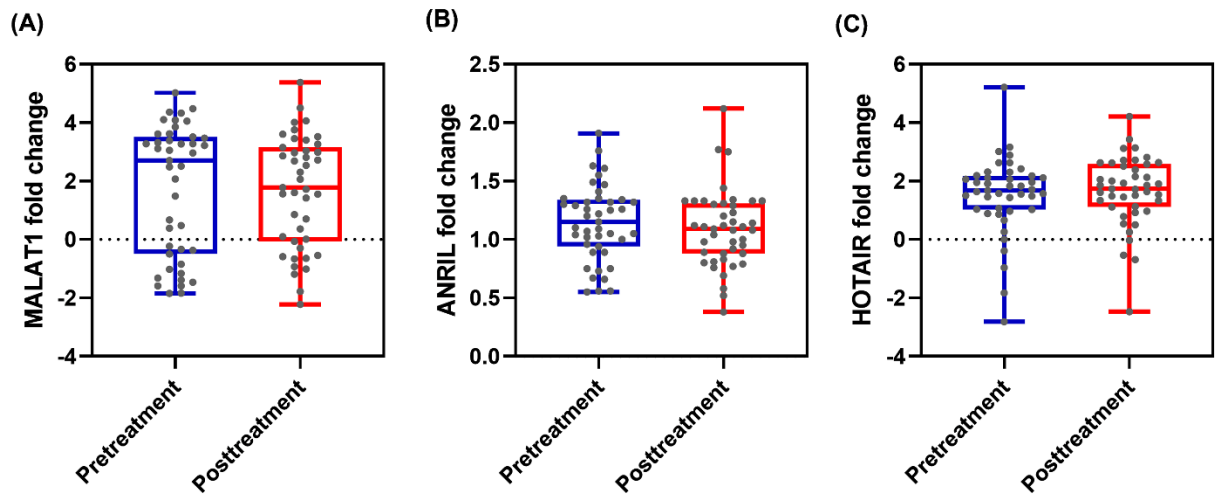 (A)
MALAT1 fold change
6
4
2
0
-2
-4
Pretreatment
Posttreatment
(B)
ANRIL fold change
2.5
2.0
1.5
1.0
0.5
0.0
Pretreatment
Posttreatment
(C)
HOTAIR fold change
6
4
2
0
-2
-4
Pretreatment
Posttreatment